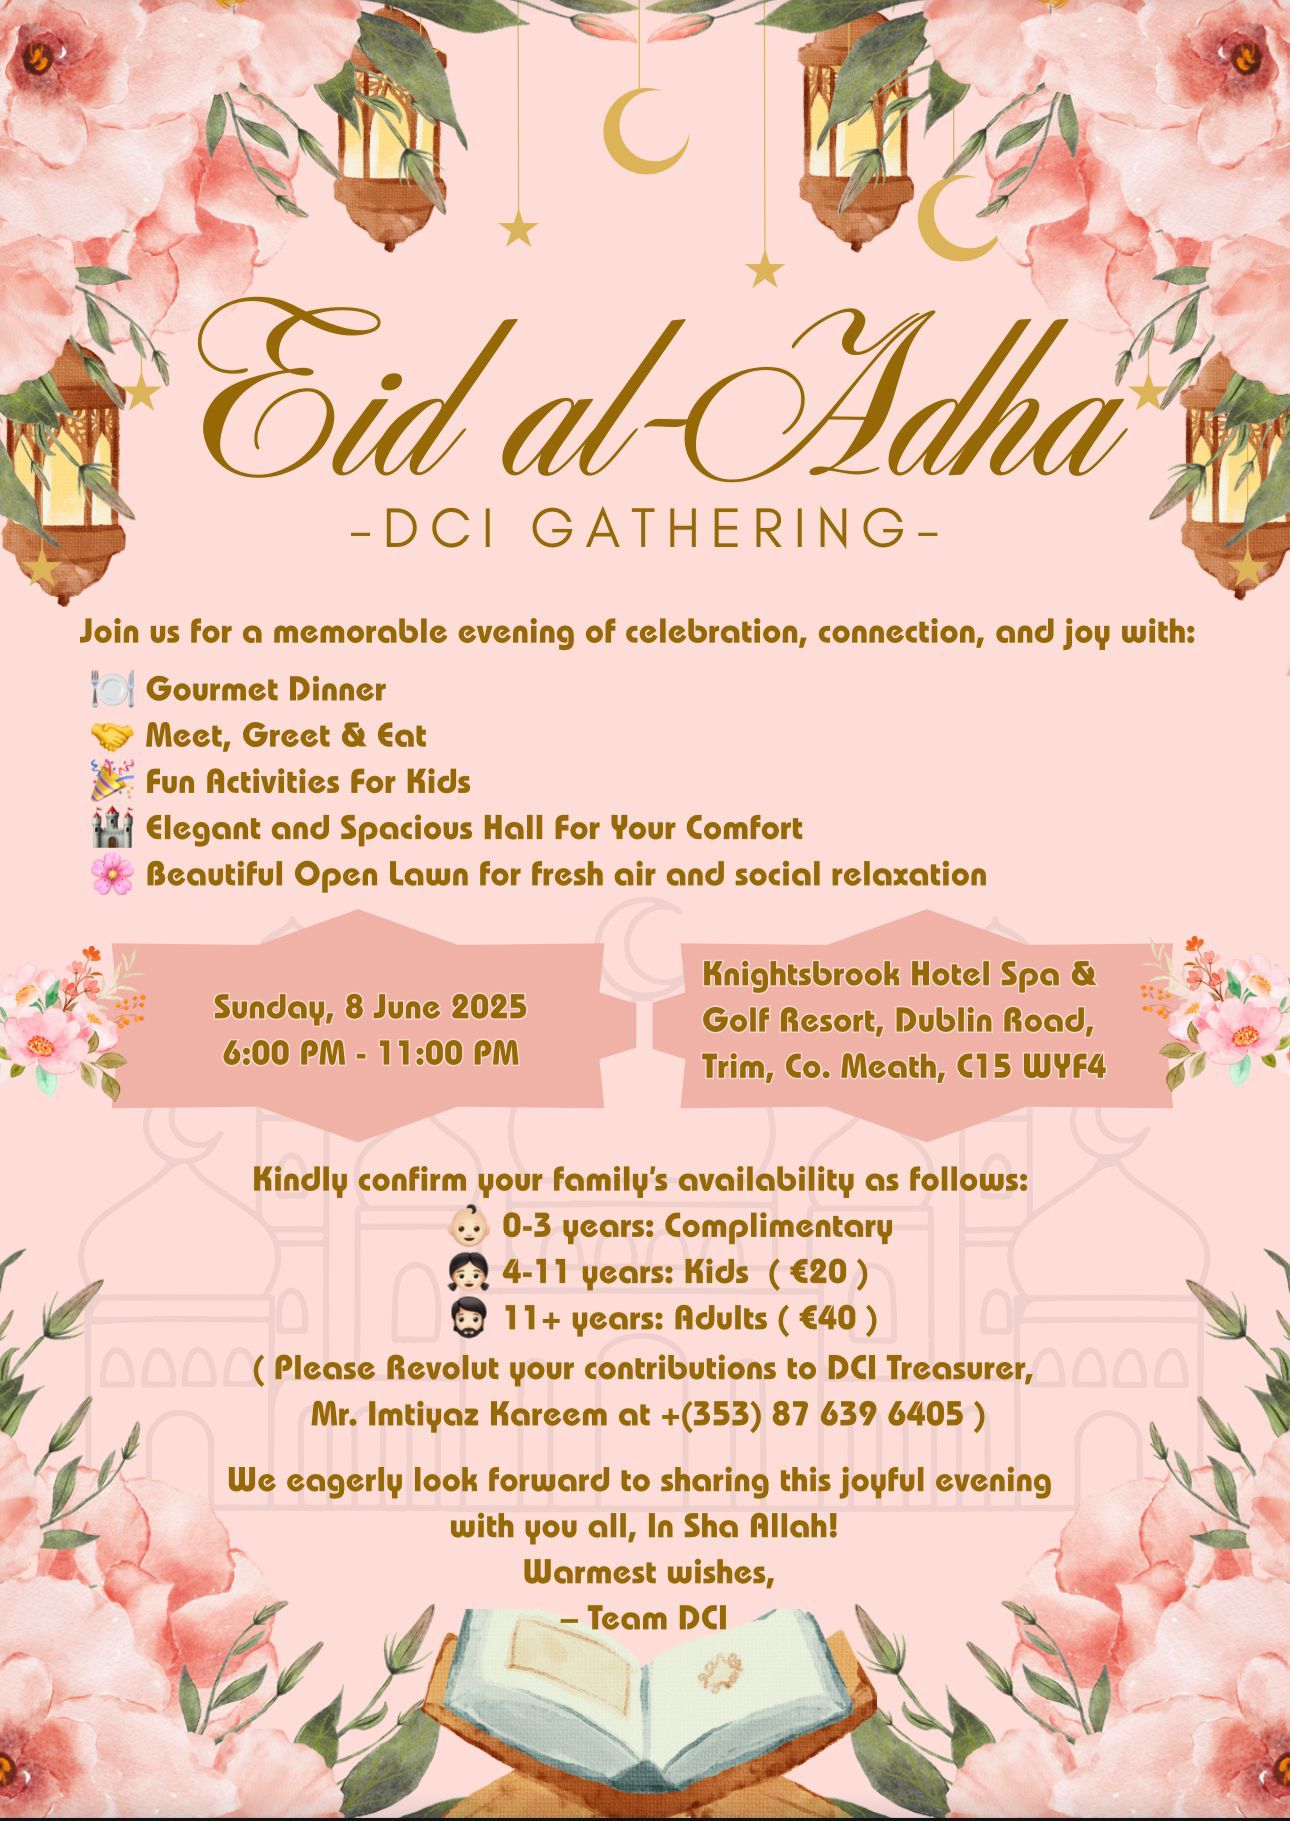 Eid al-Adha
-DCI GATHERING-
Join us for a memorable evening of celebration, connection, and joy with:
🍽️ Gourmet Dinner
🤝 Meet, Greet & Eat
🎉 Fun Activities For Kids
🏰 Elegant and Spacious Hall For Your Comfort
🌸 Beautiful Open Lawn for fresh air and social relaxation
Sunday, 8 June 2025
6:00 PM - 11:00 PM
Knightsbrook Hotel Spa &
Golf Resort, Dublin Road,
Trim, Co. Meath, C15 WYF4
Kindly confirm your family's availability as follows:
👶🏻 0-3 years: Complimentary
👧🏻 4-11 years: Kids ( €20 )
🧔🏻 11+ years: Adults ( €40 )
( Please Revolut your contributions to DCI Treasurer,
Mr. Imtiyaz Kareem at +(353) 87 639 6405 )
We eagerly look forward to sharing this joyful evening
with you all, In Sha Allah!
Warmest wishes,
– Team DCI